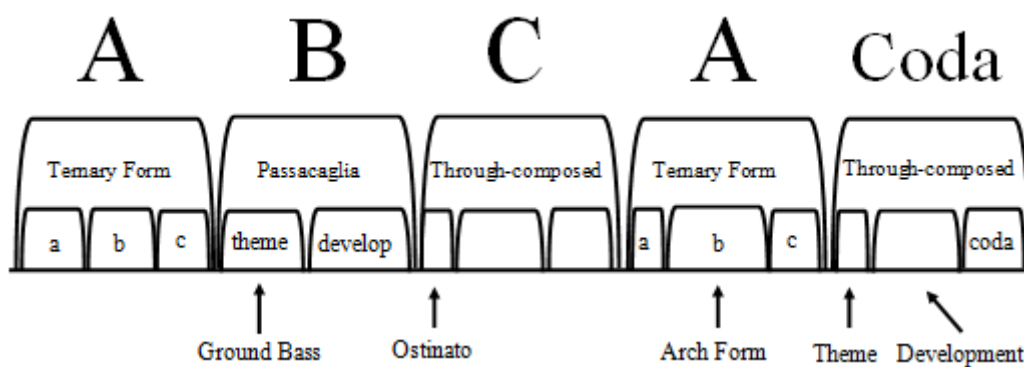 A B C A Coda
Ternary Form Passacaglia Through-composed Ternary Form Through-composed
a b c theme develop a b c coda
Ground Bass Ostinato Arch Form Theme Development